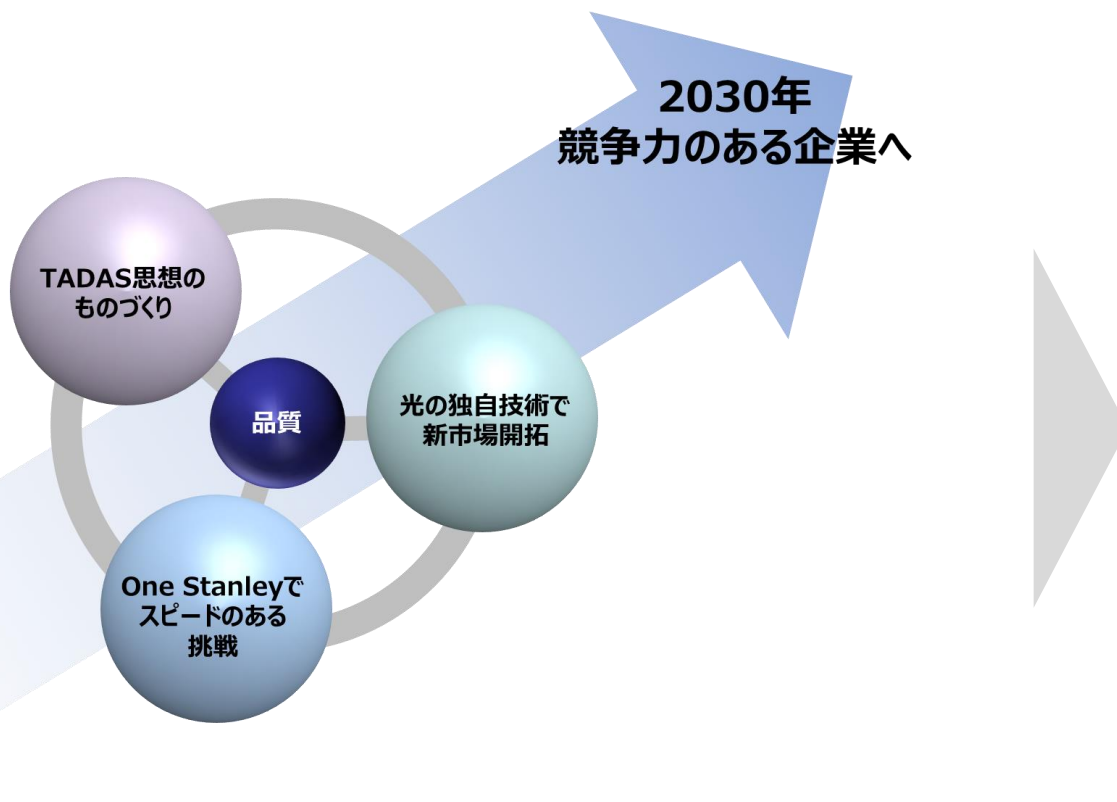 2030年
競争力のある企業へ
TADAS思想の
ものづくり
光の独自技術で
新市場開拓
品質
One Stanleyで
スピードのある
挑戦